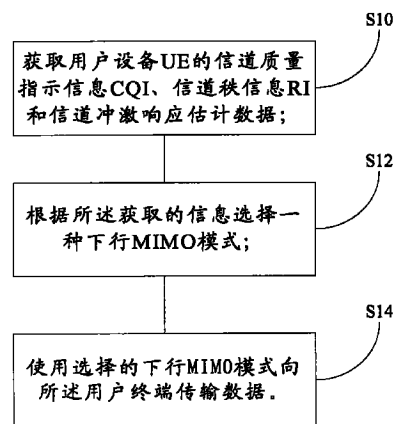 S10
获取用户设备UE的信道质量
指示信息CQI、信道秩信息RI
和信道冲激响应估计数据;
S12
根据所述获取的信息选择一
种下行MIMO模式;
S14
使用选择的下行MIMO模式向
所述用户终端传输数据。